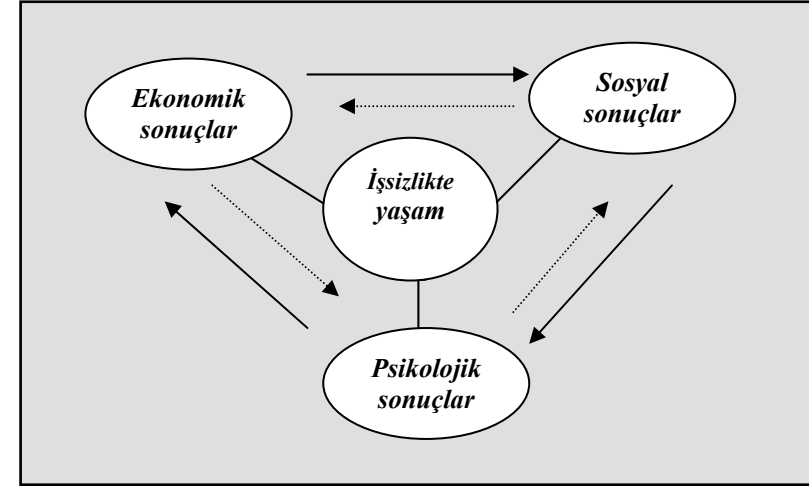 Ekonomik
sonuçlar
Sosyal
sonuçlar
İşsizlikte
yaşam
Psikolojik
sonuçlar